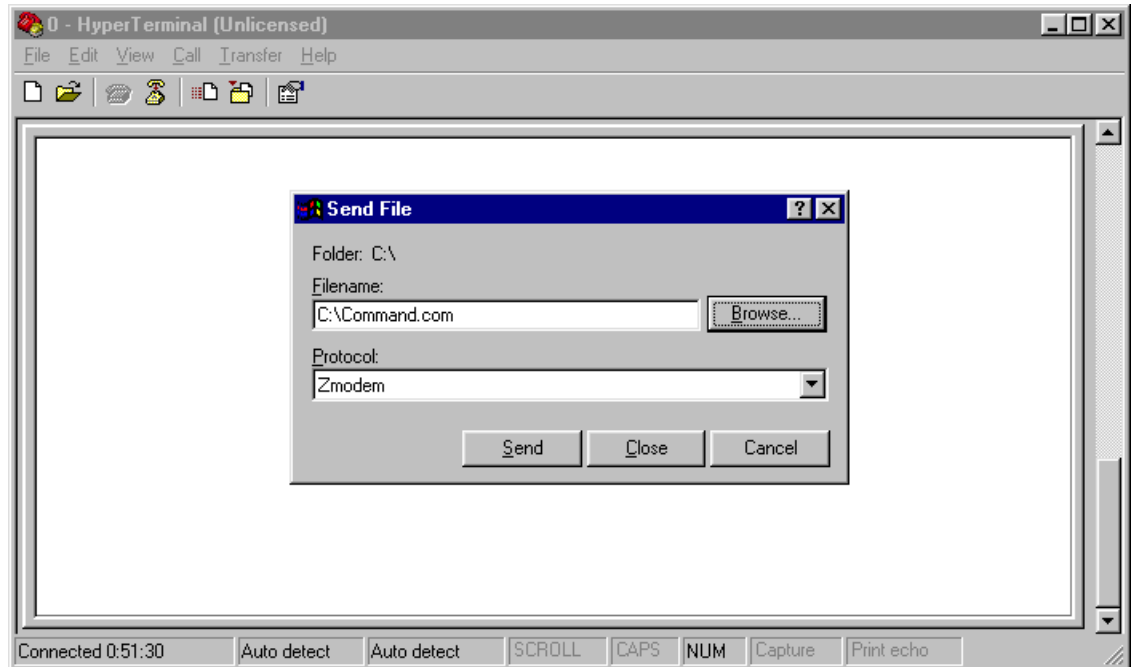 0 - HyperTerminal (Unlicensed)
File Edit View Call Transfer Help
Send File
Folder: C:\
Filename:
C:\Command.com Browse...
Protocol:
Zmodem
Send Close Cancel
Connected 0:51:30 Auto detect Auto detect SCROLL CAPS NUM Capture Print echo